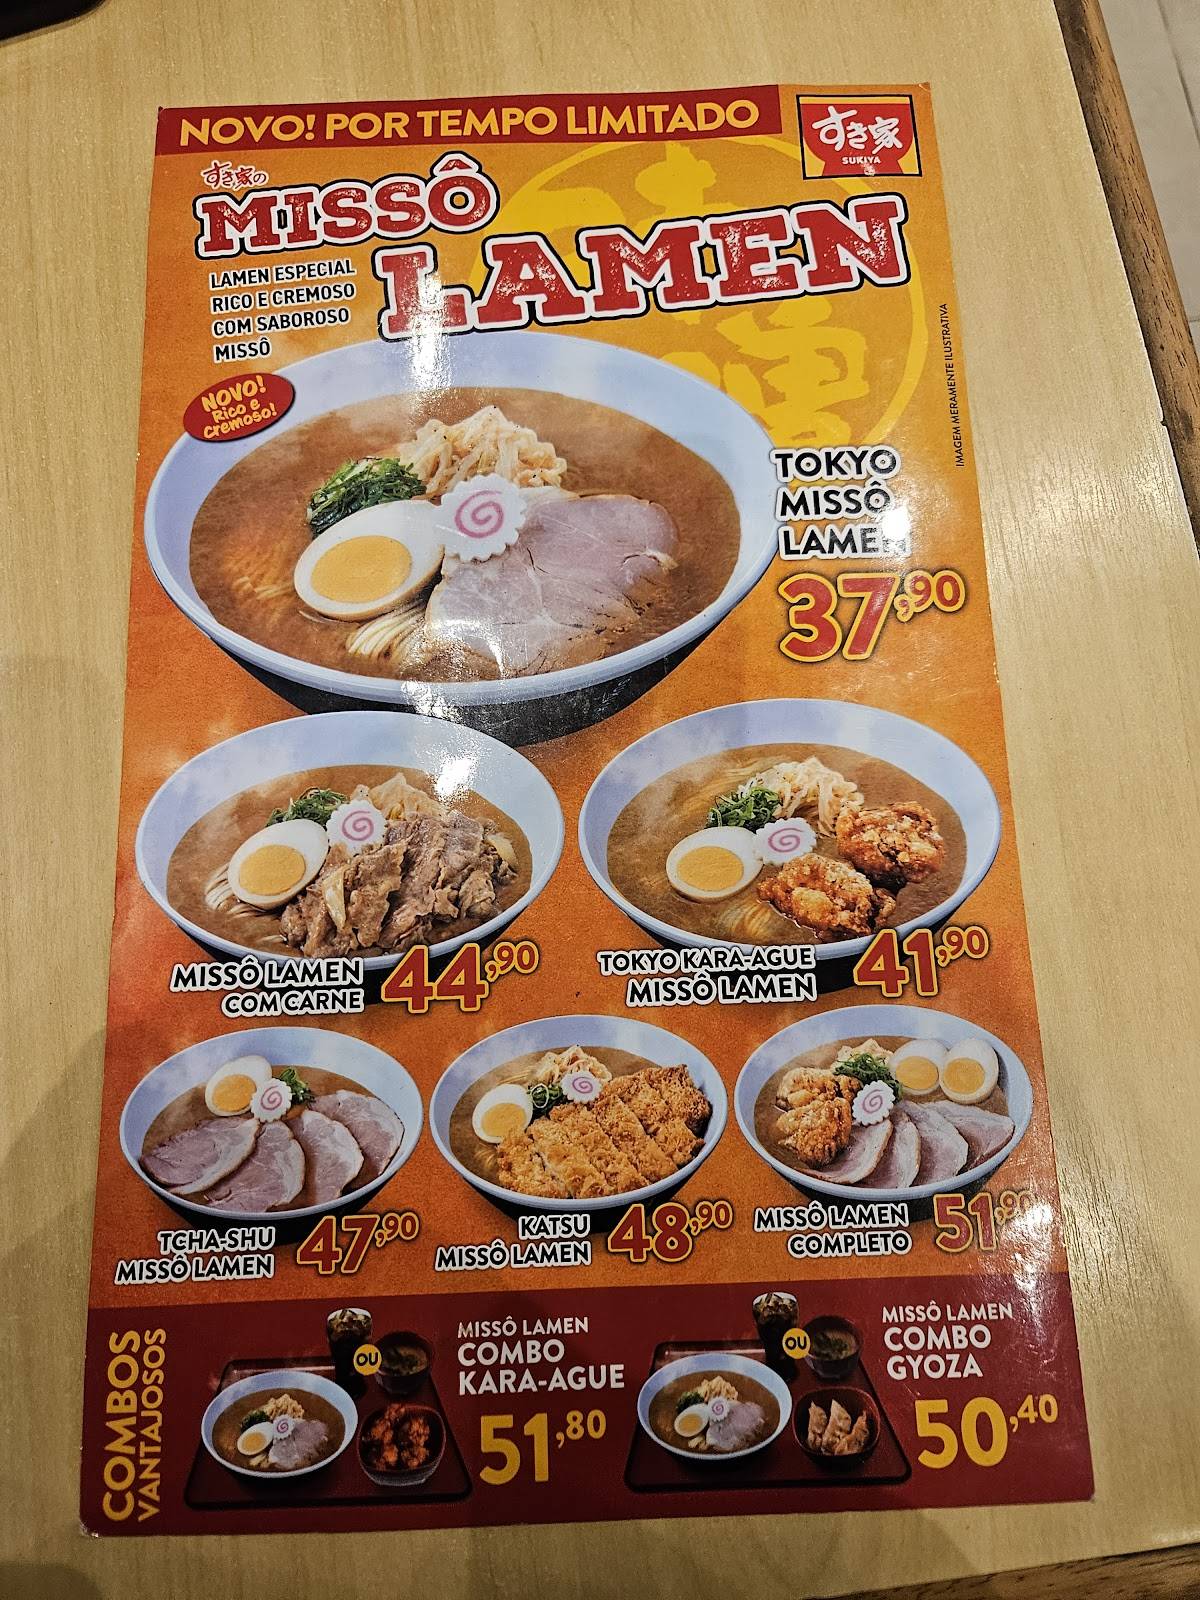 NOVO! POR TEMPO LIMITADO
すき家
SUKIYA
すき家の
MISSÔ
LAMEN
LAMEN ESPECIAL
RICO E CREMOSO
COM SABOROSO
MISSÔ
NOVO!
Rico e
cremoso!
IMAGEM MERAMENTE ILUSTRATIVA
TOKYO
MISSÔ
LAMEN
37,90
MISSÔ LAMEN
COM CARNE
44,90
TOKYO KARA-AGUE
MISSÔ LAMEN
41,90
TCHA-SHU
MISSÔ LAMEN
47,90
KATSU
MISSÔ LAMEN
48,90
MISSÔ LAMEN
COMPLETO
51,90
COMBOS
VANTAJOSOS
OU
MISSÔ LAMEN
COMBO
KARA-AGUE
51,80
OU
MISSÔ LAMEN
COMBO
GYOZA
50,40